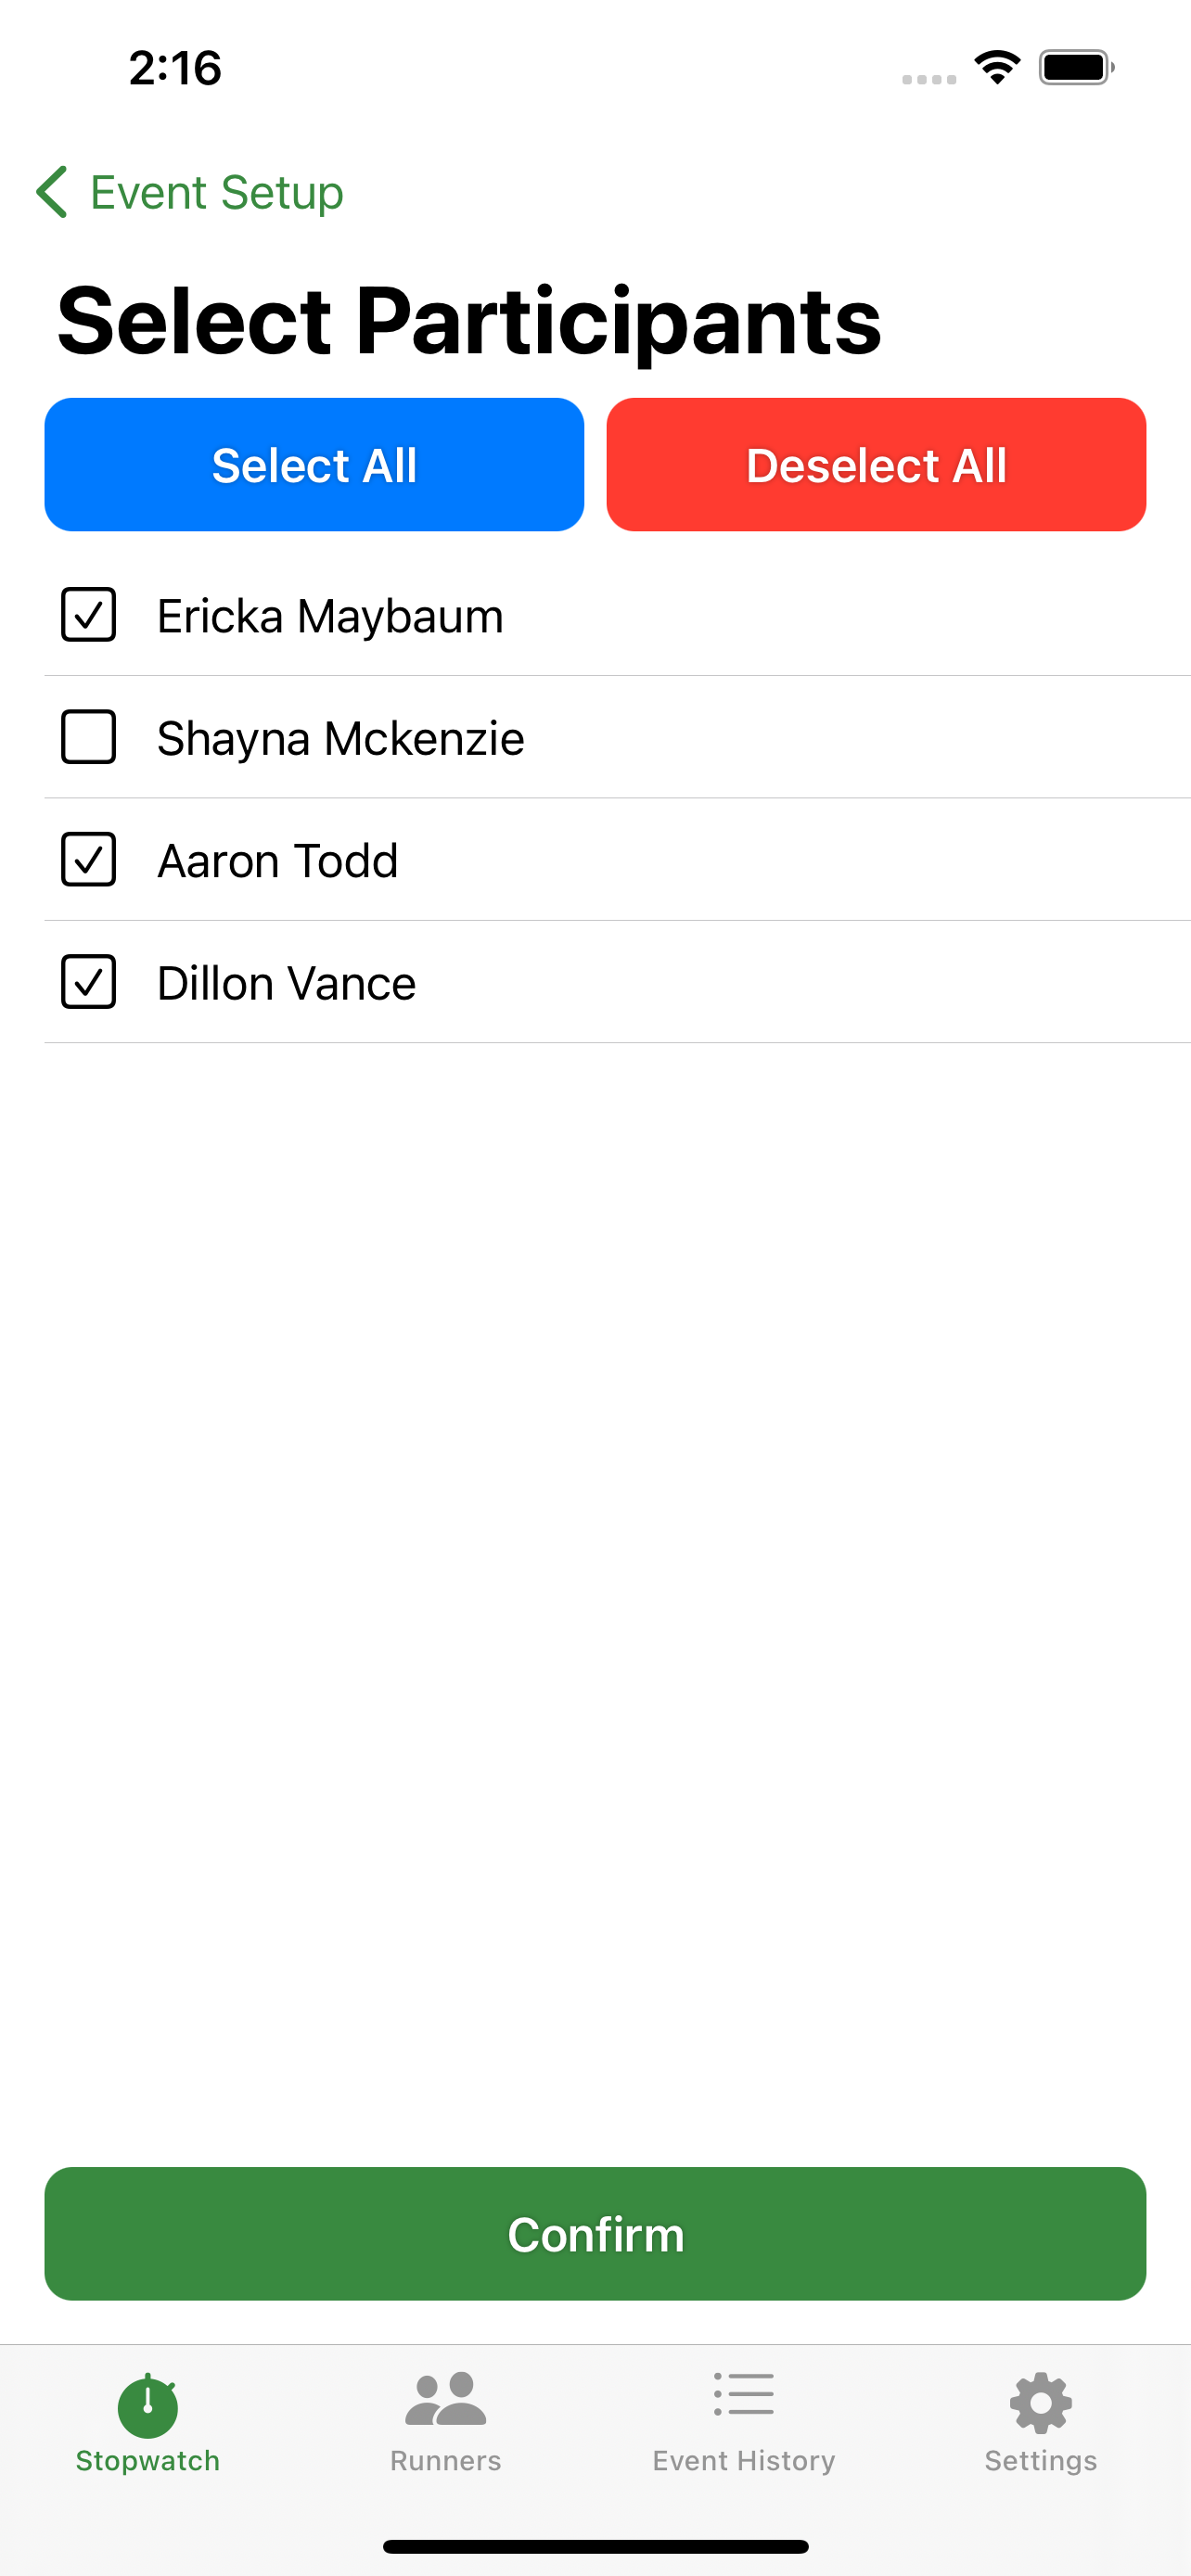 2:16
Event Setup
Select Participants
Select All
Deselect All
Ericka Maybaum
Shayna Mckenzie
Aaron Todd
Dillon Vance
Confirm
Stopwatch
Runners
Event History
Settings